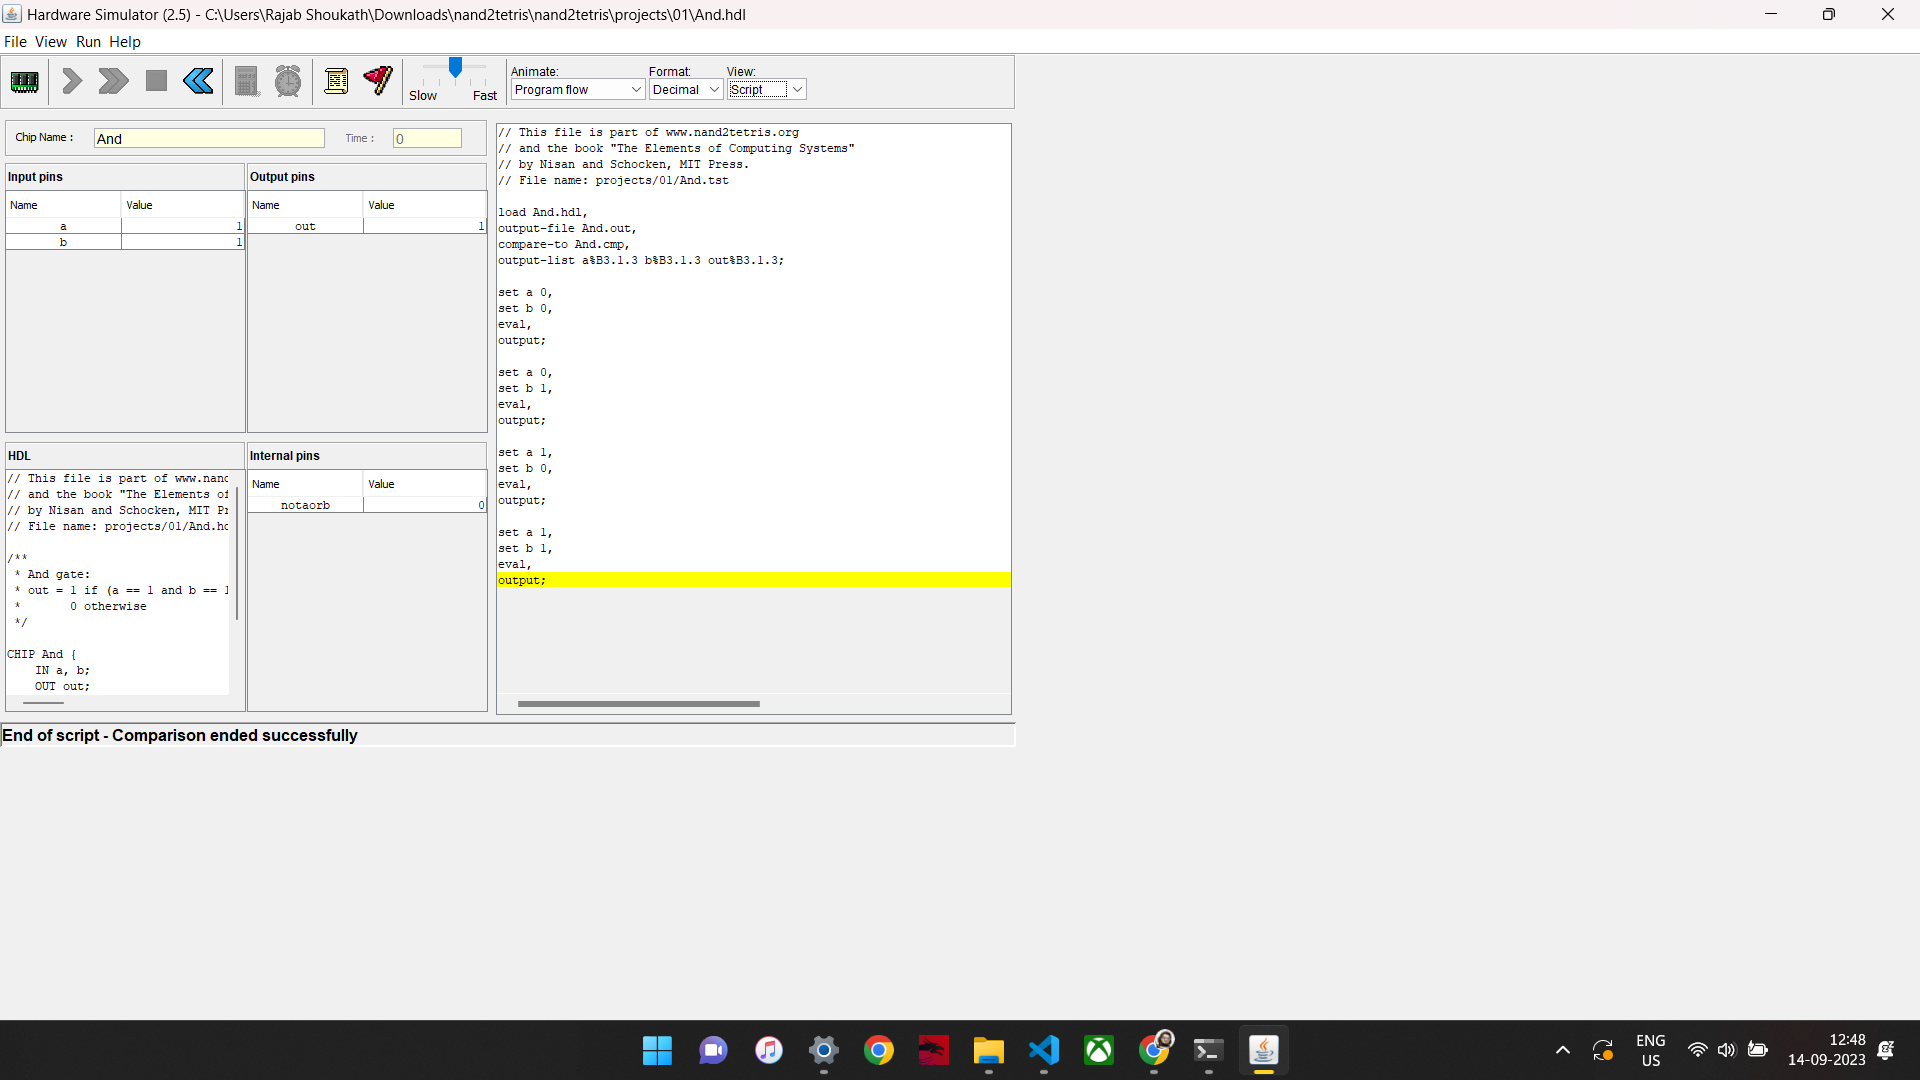 Hardware Simulator (2.5) - C:\Users\Rajab Shoukath\Downloads\nand2tetris\nand2tetris\projects\01\And.hdl
File View Run Help
Slow Fast
Animate:
Program flow
Format:
Decimal
View:
Script
Chip Name : And Time : 0
Input pins
Name Value
a 1
b 1
Output pins
Name Value
out 1
HDL
// This file is part of www.nand
// and the book "The Elements of
// by Nisan and Schocken, MIT Pr
// File name: projects/01/And.hd
/**
* And gate:
* out = 1 if (a == 1 and b == 1
* 0 otherwise
*/
CHIP And {
IN a, b;
OUT out;
Internal pins
Name Value
notaorb 0
// This file is part of www.nand2tetris.org
// and the book "The Elements of Computing Systems"
// by Nisan and Schocken, MIT Press.
// File name: projects/01/And.tst
load And.hdl,
output-file And.out,
compare-to And.cmp,
output-list a%B3.1.3 b%B3.1.3 out%B3.1.3;
set a 0,
set b 0,
eval,
output;
set a 0,
set b 1,
eval,
output;
set a 1,
set b 0,
eval,
output;
set a 1,
set b 1,
eval,
output;
End of script - Comparison ended successfully
ENG
US
12:48
14-09-2023